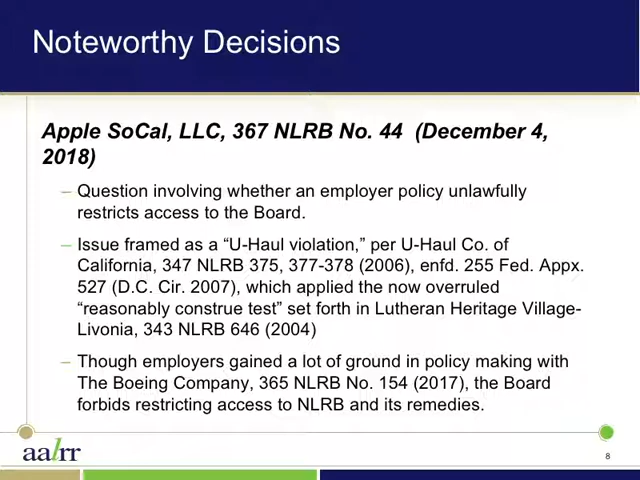 Noteworthy Decisions
Apple SoCal, LLC, 367 NLRB No. 44 (December 4,
2018)
– Question involving whether an employer policy unlawfully
restricts access to the Board.
– Issue framed as a “U-Haul violation,” per U-Haul Co. of
California, 347 NLRB 375, 377-378 (2006), enfd. 255 Fed. Appx.
527 (D.C. Cir. 2007), which applied the now overruled
“reasonably construe test” set forth in Lutheran Heritage Village-
Livonia, 343 NLRB 646 (2004)
– Though employers gained a lot of ground in policy making with
The Boeing Company, 365 NLRB No. 154 (2017), the Board
forbids restricting access to NLRB and its remedies.
aalrr
8